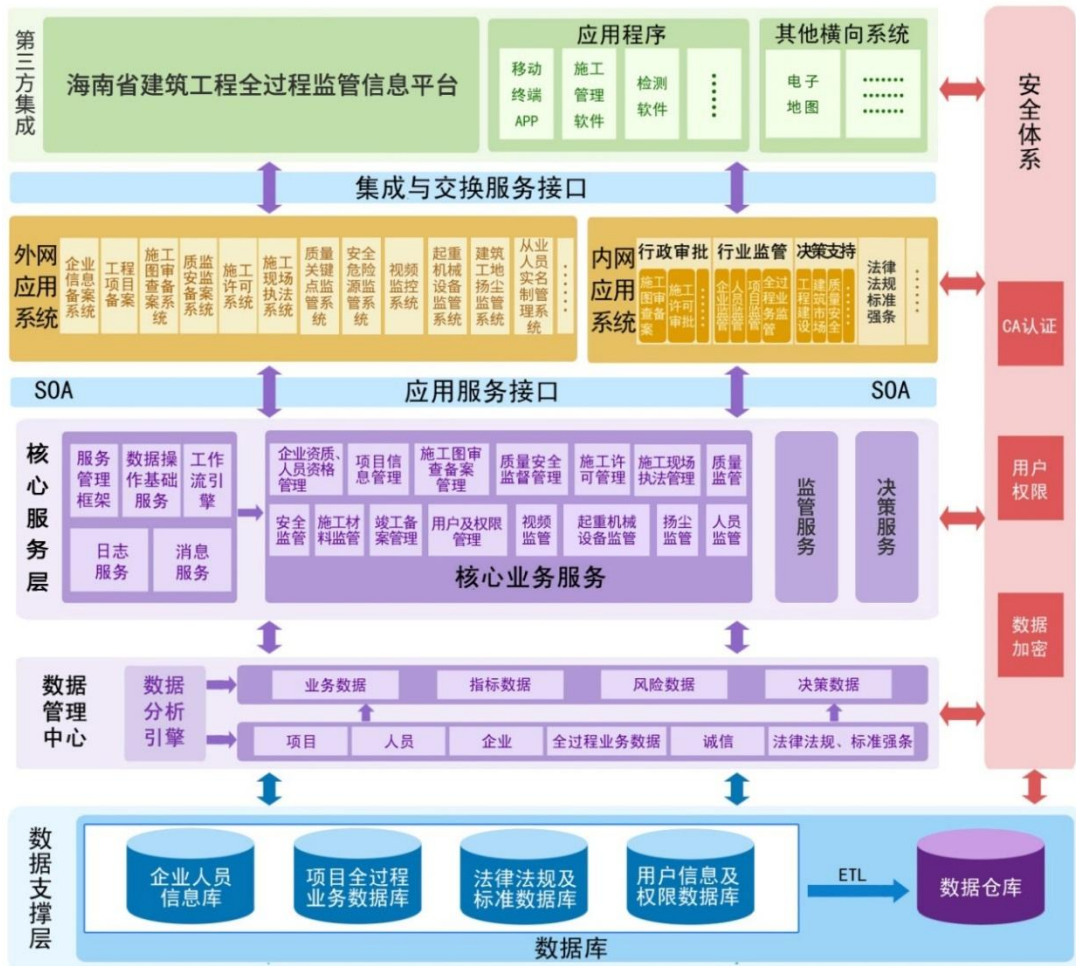 第三方集成
海南省建筑工程全过程监管信息平台
应用程序
移动
终端
APP
施工
管理
软件
检测
软件
其他横向系统
电子
地图
安全体系
集成与交换服务接口
外网
应用
系统
企业信息备案系统
工程项目备案
施工图审查备案系统
质监安监备案系统
施工许可系统
施工现场执法系统
质量关键点监管系统
安全危险源监管系统
视频监控系统
起重机械设备监管系统
建筑工地扬尘监管系统
从业人员实名制管理系统
内网
应用
系统
行政审批
施工图审查备案
施工许可审批
行业监管
企业监管
人员监管
项目监管
全过程业务监管
决策支持
工程建设
建筑市场
质量安全
法律
法规
标准
强条
CA认证
SOA
应用服务接口
SOA
核心服务层
服务
管理
框架
数据操
作基础
服务
工作
流引
擎
日志
服务
消息
服务
企业资质、
人员资格
管理
项目信
息管理
施工图审
查备案
管理
质量安全
监督管理
施工许
可管理
施工现场
执法管理
质量
监管
安全
监管
施工材
料监管
竣工备
案管理
用户及权限
管理
视频
监管
起重机械
设备监管
扬尘
监管
人员
监管
核心业务服务
监管服务
决策服务
用户
权限
数据
加密
数据
管理
中心
数据
分析
引擎
业务数据
指标数据
风险数据
决策数据
项目
人员
企业
全过程业务数据
诚信
法律法规、标准强条
数据支撑层
企业人员
信息库
项目全过程
业务数据库
法律法规及
标准数据库
用户信息及
权限数据库
ETL
数据仓库
数据库